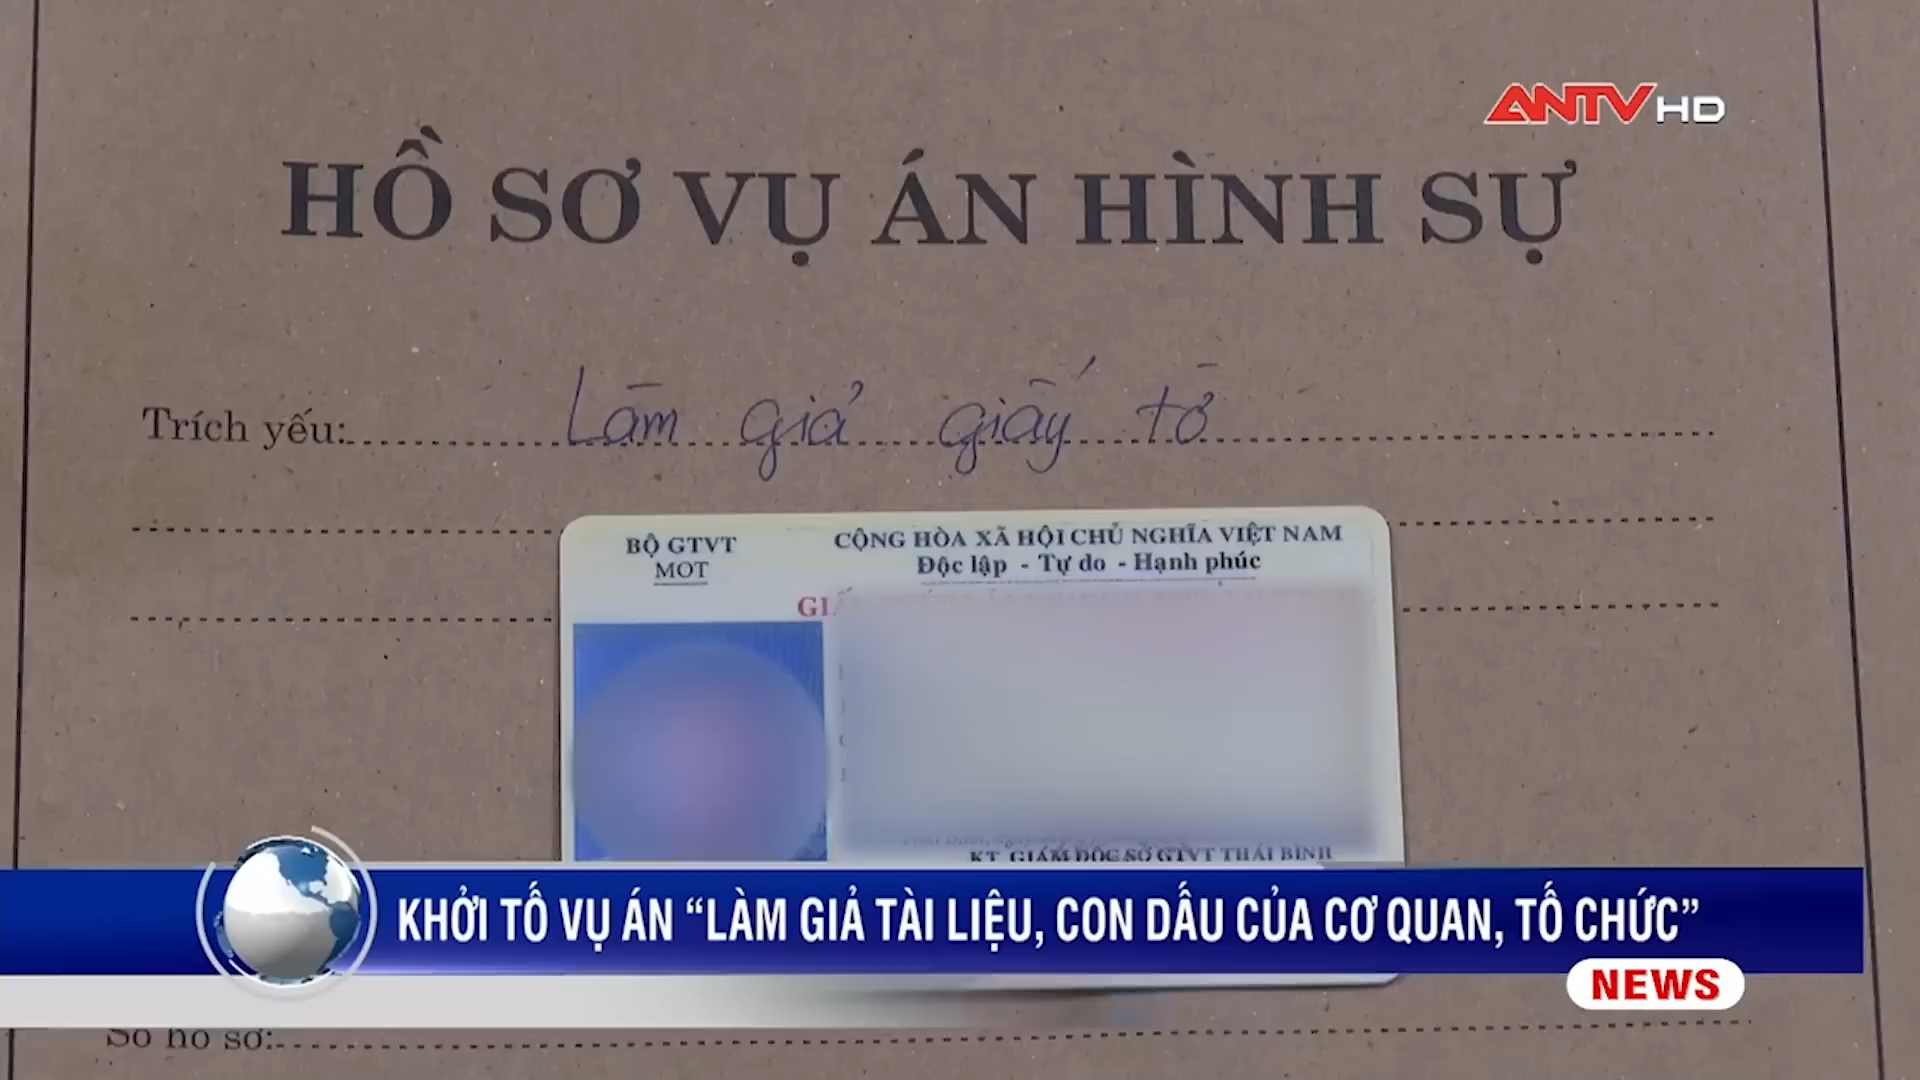 ANTV HD
HỒ SƠ VỤ ÁN HÌNH SỰ
Trích yếu: Làm giả giấy tờ
BỘ GTVT
MOT
CỘNG HÒA XÃ HỘI CHỦ NGHĨA VIỆT NAM
Độc lập - Tự do - Hạnh phúc
KT. GIÁM ĐỐC SỞ GTVT THÁI BÌNH
KHỞI TỐ VỤ ÁN “LÀM GIẢ TÀI LIỆU, CON DẤU CỦA CƠ QUAN, TỔ CHỨC”
NEWS
Số hồ sơ: